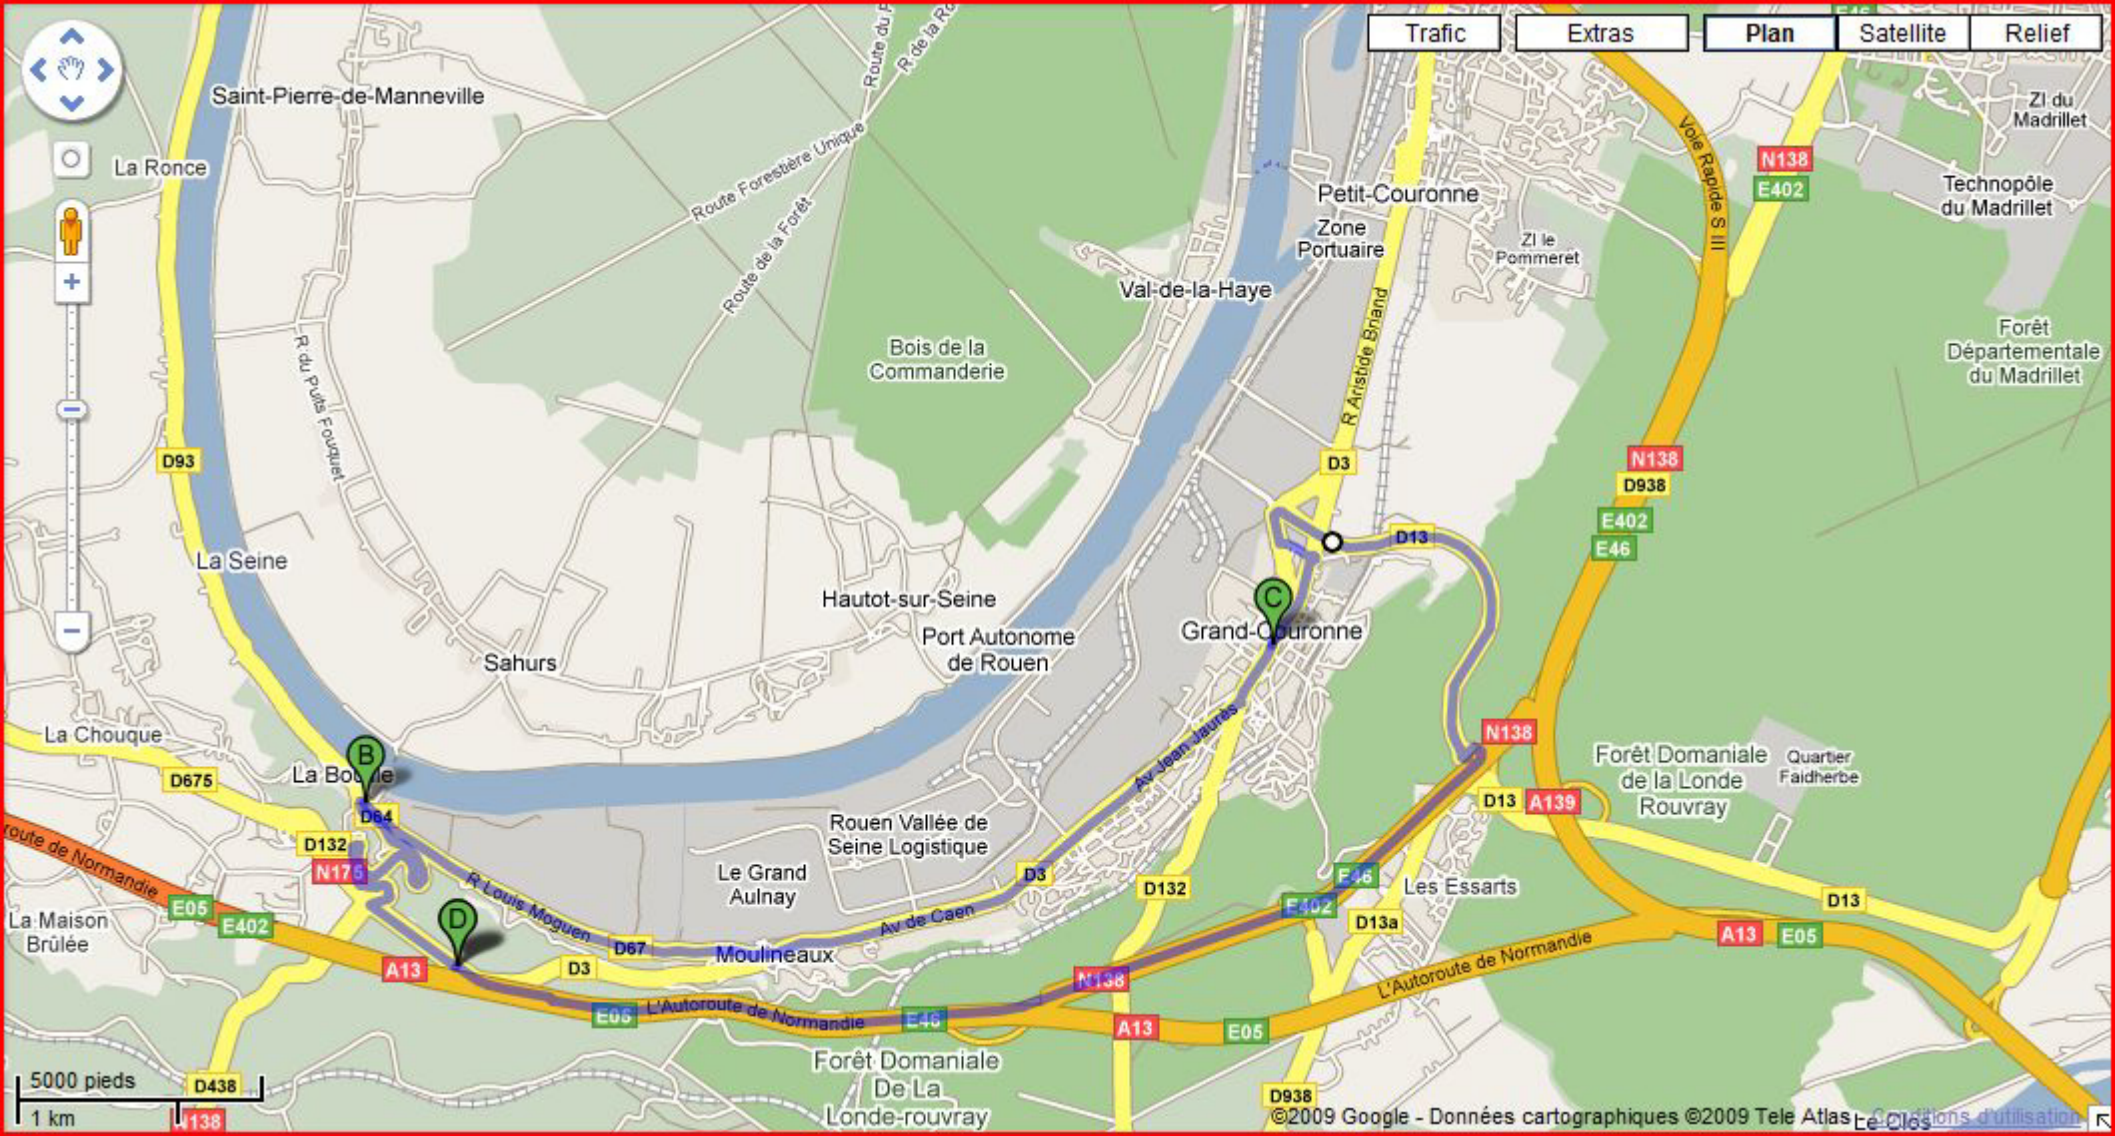 Trafic
Extras
Plan
Satellite
Relief
Route du
R de la Ro
Saint-Pierre-de-Manneville
ZI du
Madrillet
La Ronce
Route Forestière Unique
Voie Rapide S III
N138
E402
Petit-Couronne
Technopôle
du Madrillet
Zone
Portuaire
ZI le
Pommeret
Route de la Forêt
Val-de-la-Haye
Bois de la
Commanderie
R Aristide Briand
Forêt
Départementale
du Madrillet
R du Puits Fouquet
D93
D3
N138
D938
E402
E46
D13
La Seine
Hautot-sur-Seine
C
Grand-Couronne
Port Autonome
de Rouen
Sahurs
La Chouque
B
La Bouille
D675
D64
Av Jean Jaurès
N138
Forêt Domaniale
de la Londe
Rouvray
Quartier
Faidherbe
D13
A139
D132
N175
route de Normandie
Rouen Vallée de
Seine Logistique
Le Grand
Aulnay
D3
D132
E46
Les Essarts
E402
D13a
D13
E05
E402
La Maison
Brûlée
D
R Louis Moguen
D67
Av de Caen
Moulineaux
A13
D3
A13
E05
N138
L'Autoroute de Normandie
E05
L'Autoroute de Normandie
E46
A13
E05
Forêt Domaniale
De La
Londe-rouvray
5000 pieds
1 km
D438
N138
D938
©2009 Google - Données cartographiques ©2009 Tele Atlas - Conditions d'utilisation
Le Clos